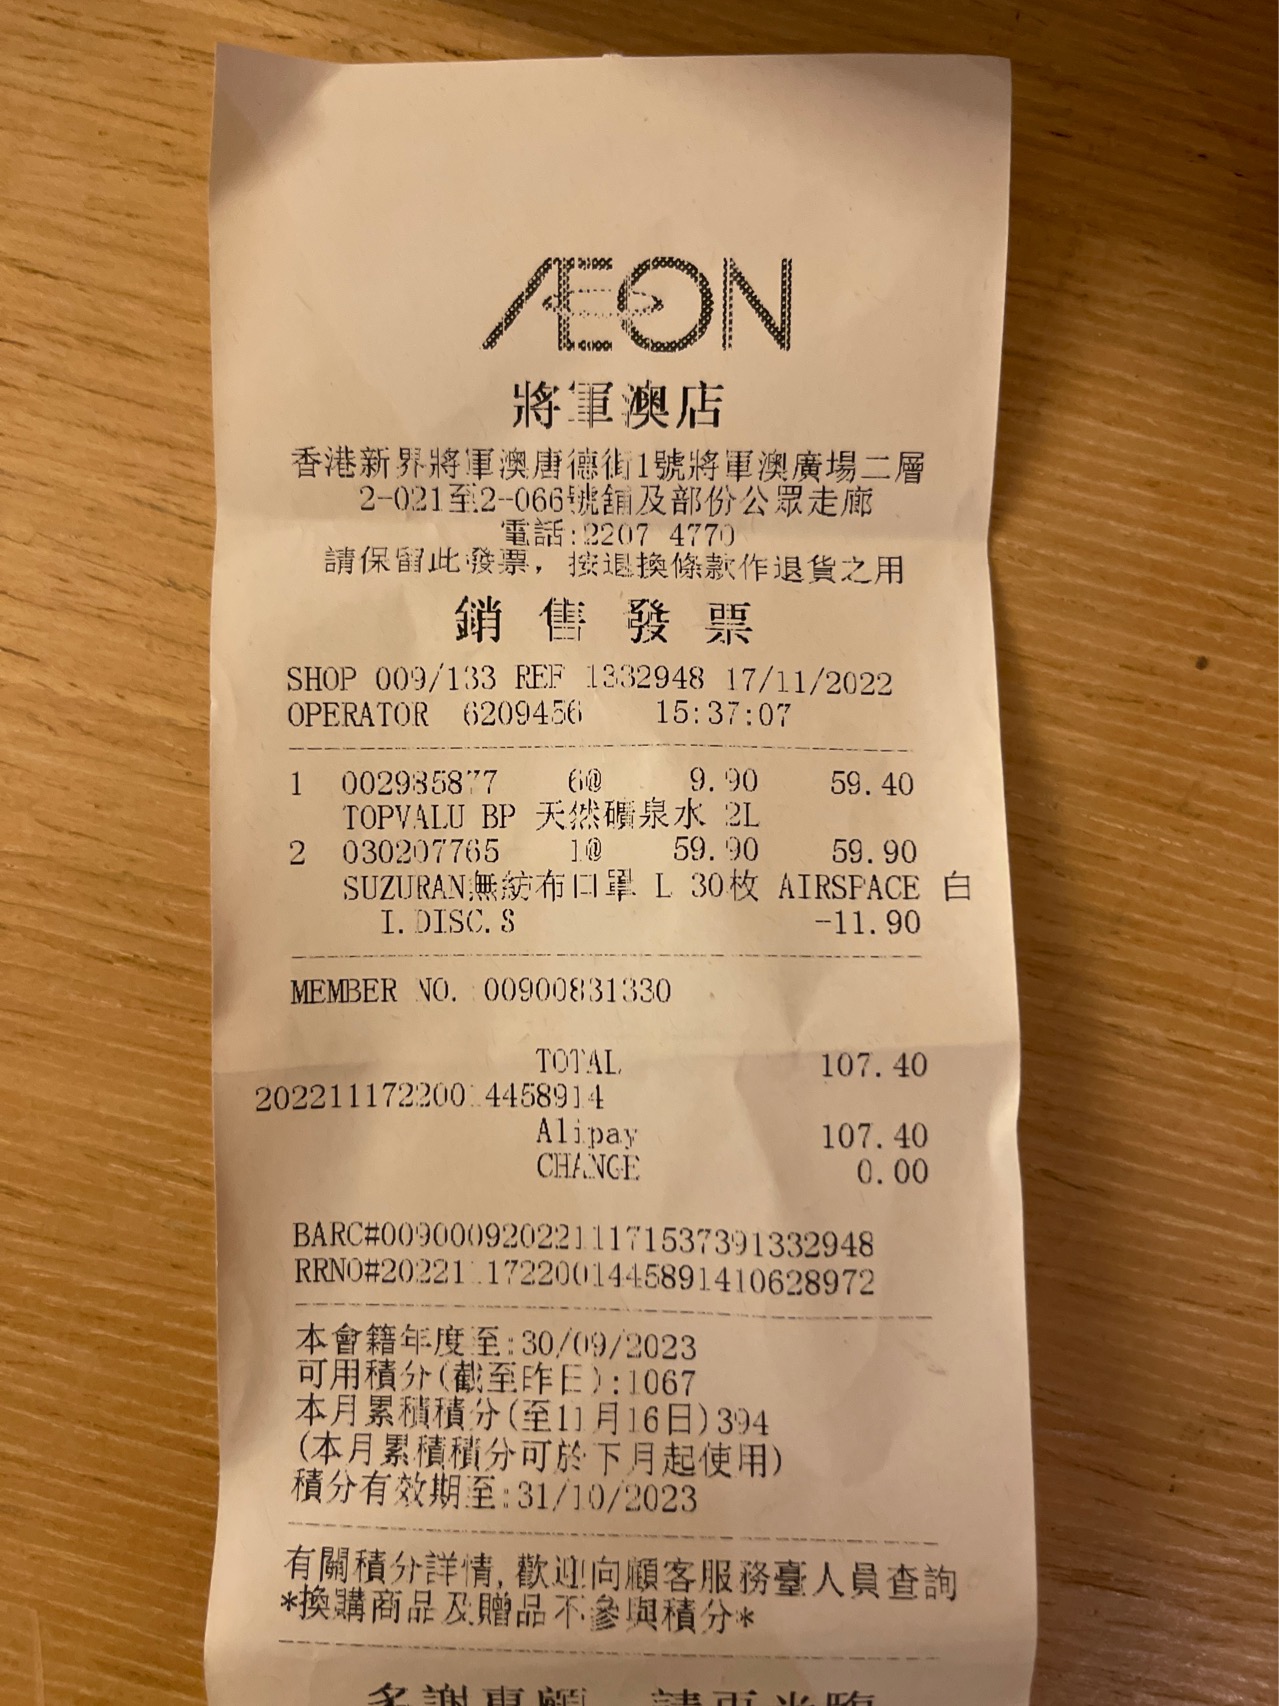 ÆON
將軍澳店
香港新界將軍澳唐德街1號將軍澳廣場二層
2-021至2-066號舖及部份公眾走廊
電話:2207 4770
請保留此發票，按退換條款作退貨之用
銷售發票
SHOP 009/133 REF 1332948 17/11/2022
OPERATOR 6209456 15:37:07
1 002985877 6@ 9.90 59.40
TOPVALU BP 天然礦泉水 2L
2 030207765 1@ 59.90 59.90
SUZURAN無紡布口罩 L 30枚 AIRSPACE 白
I.DISC.S -11.90
MEMBER NO. 00900831330
TOTAL 107.40
20221117220014458914
Alipay 107.40
CHANGE 0.00
BARC#00900092022111171537391332948
RRNO#2022111722001445891410628972
本會籍年度至:30/09/2023
可用積分(截至昨日):1067
本月累積積分(至11月16日)394
(本月累積積分可於下月起使用)
積分有效期至:31/10/2023
有關積分詳情,歡迎向顧客服務臺人員查詢
*換購商品及贈品不參與積分*
多謝惠顧 請再光臨